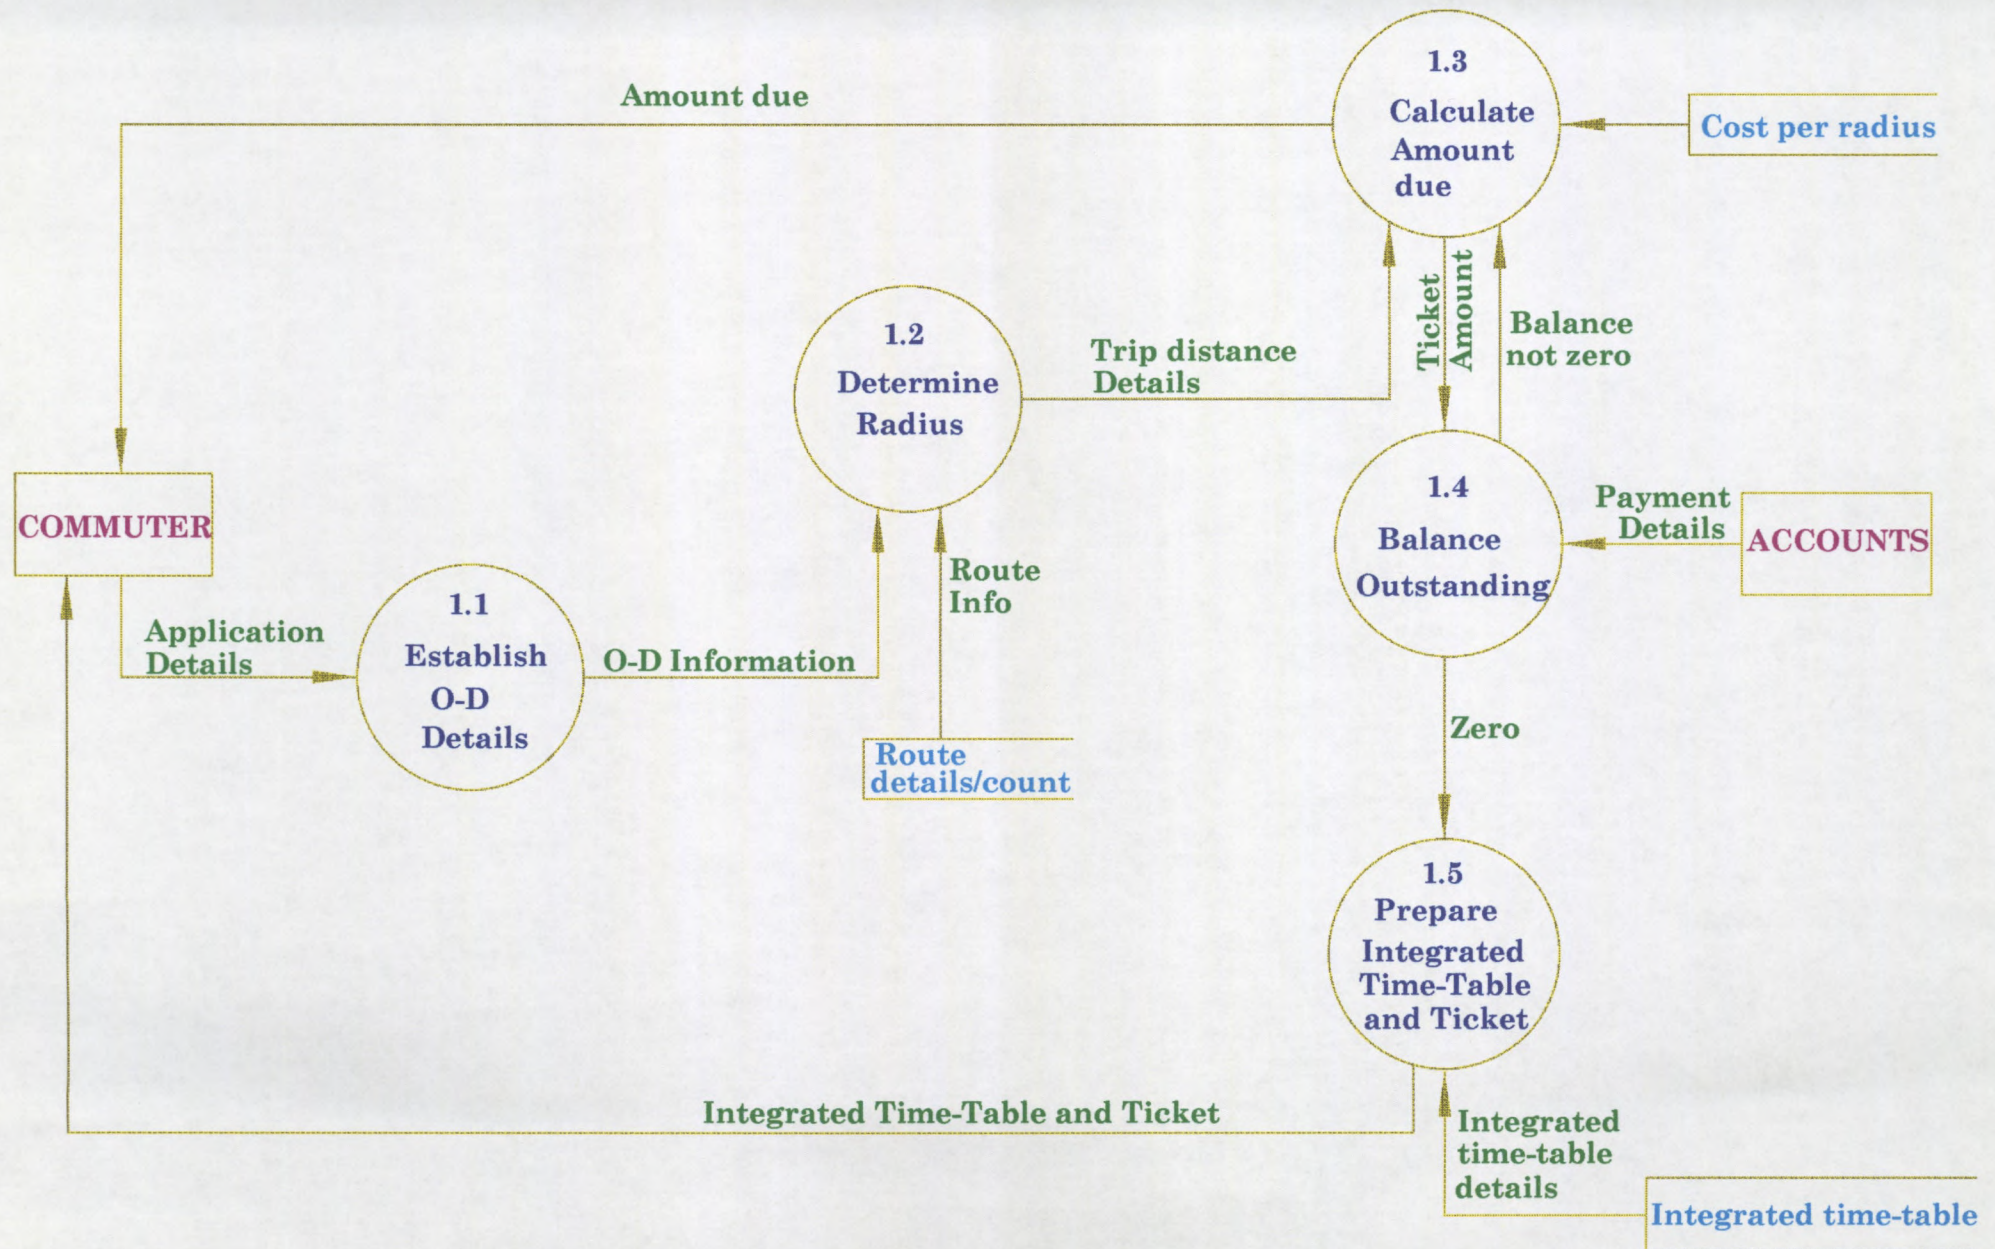 1.3
Calculate
Amount
due
Amount due
Cost per radius
Ticket
Amount
Balance
not zero
1.2
Determine
Radius
Trip distance
Details
COMMUTER
1.4
Balance
Outstanding
Payment
Details
ACCOUNTS
Application
Details
1.1
Establish
O-D
Details
O-D Information
Route
Info
Route
details/count
Zero
1.5
Prepare
Integrated
Time-Table
and Ticket
Integrated Time-Table and Ticket
Integrated
time-table
details
Integrated time-table